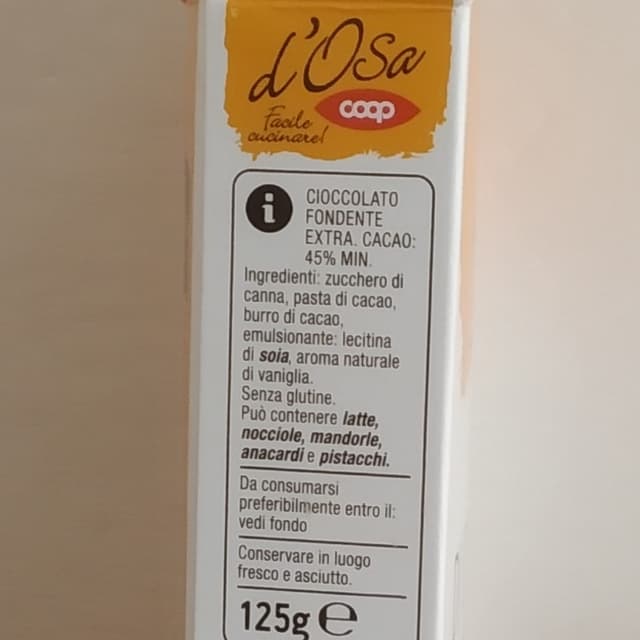 d'Osa
coop
Facile
cucinare!
i
CIOCCOLATO
FONDENTE
EXTRA. CACAO:
45% MIN.
Ingredienti: zucchero di
canna, pasta di cacao,
burro di cacao,
emulsionante: lecitina
di soia, aroma naturale
di vaniglia.
Senza glutine.
Può contenere latte,
nocciole, mandorle,
anacardi e pistacchi.
Da consumarsi
preferibilmente entro il:
vedi fondo
Conservare in luogo
fresco e asciutto.
125g ℮